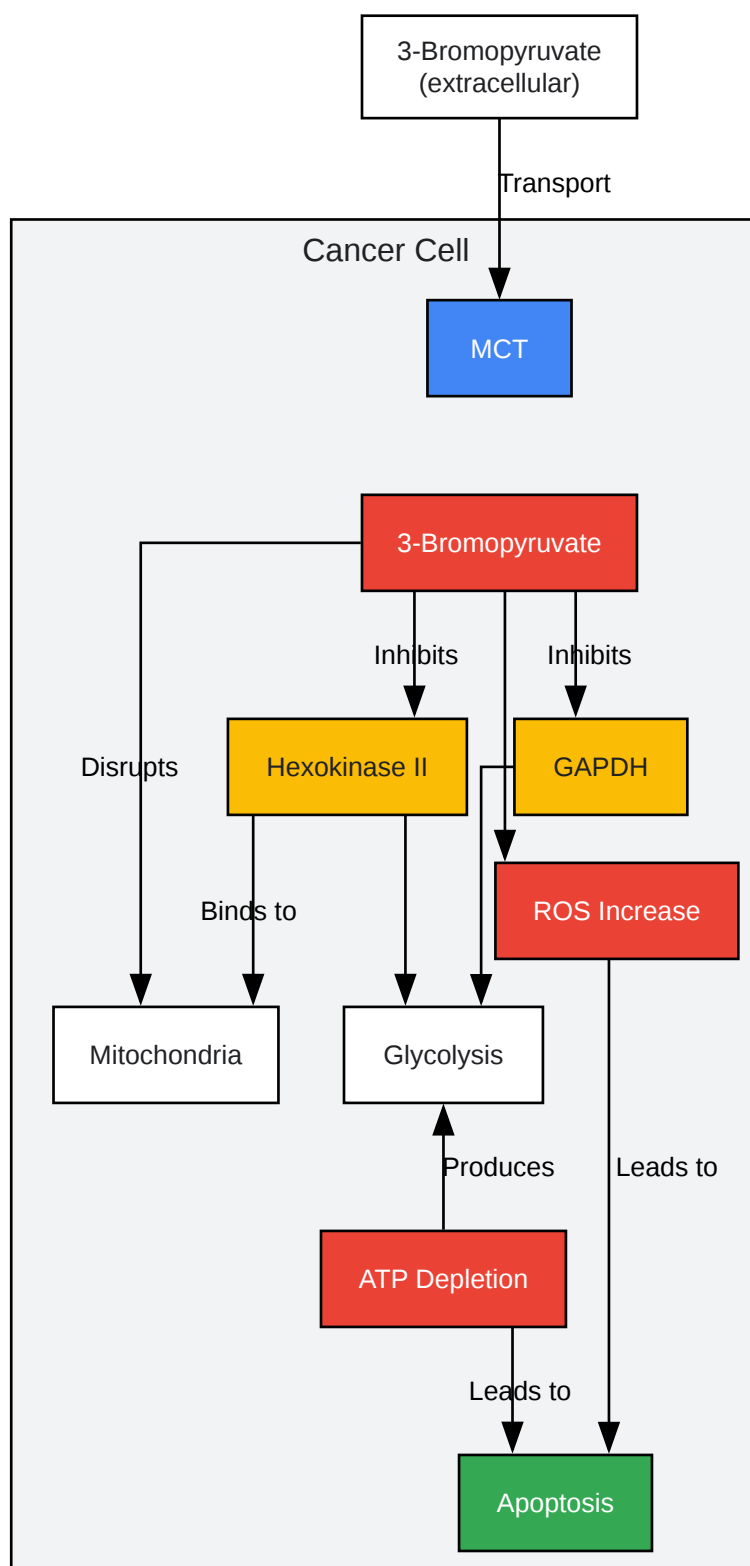 3-Bromopyruvate
(extracellular)
Transport
Cancer Cell
MCT
3-Bromopyruvate
Inhibits
Inhibits
Disrupts
Hexokinase II
GAPDH
Binds to
ROS Increase
Mitochondria
Glycolysis
Produces
Leads to
ATP Depletion
Leads to
Apoptosis